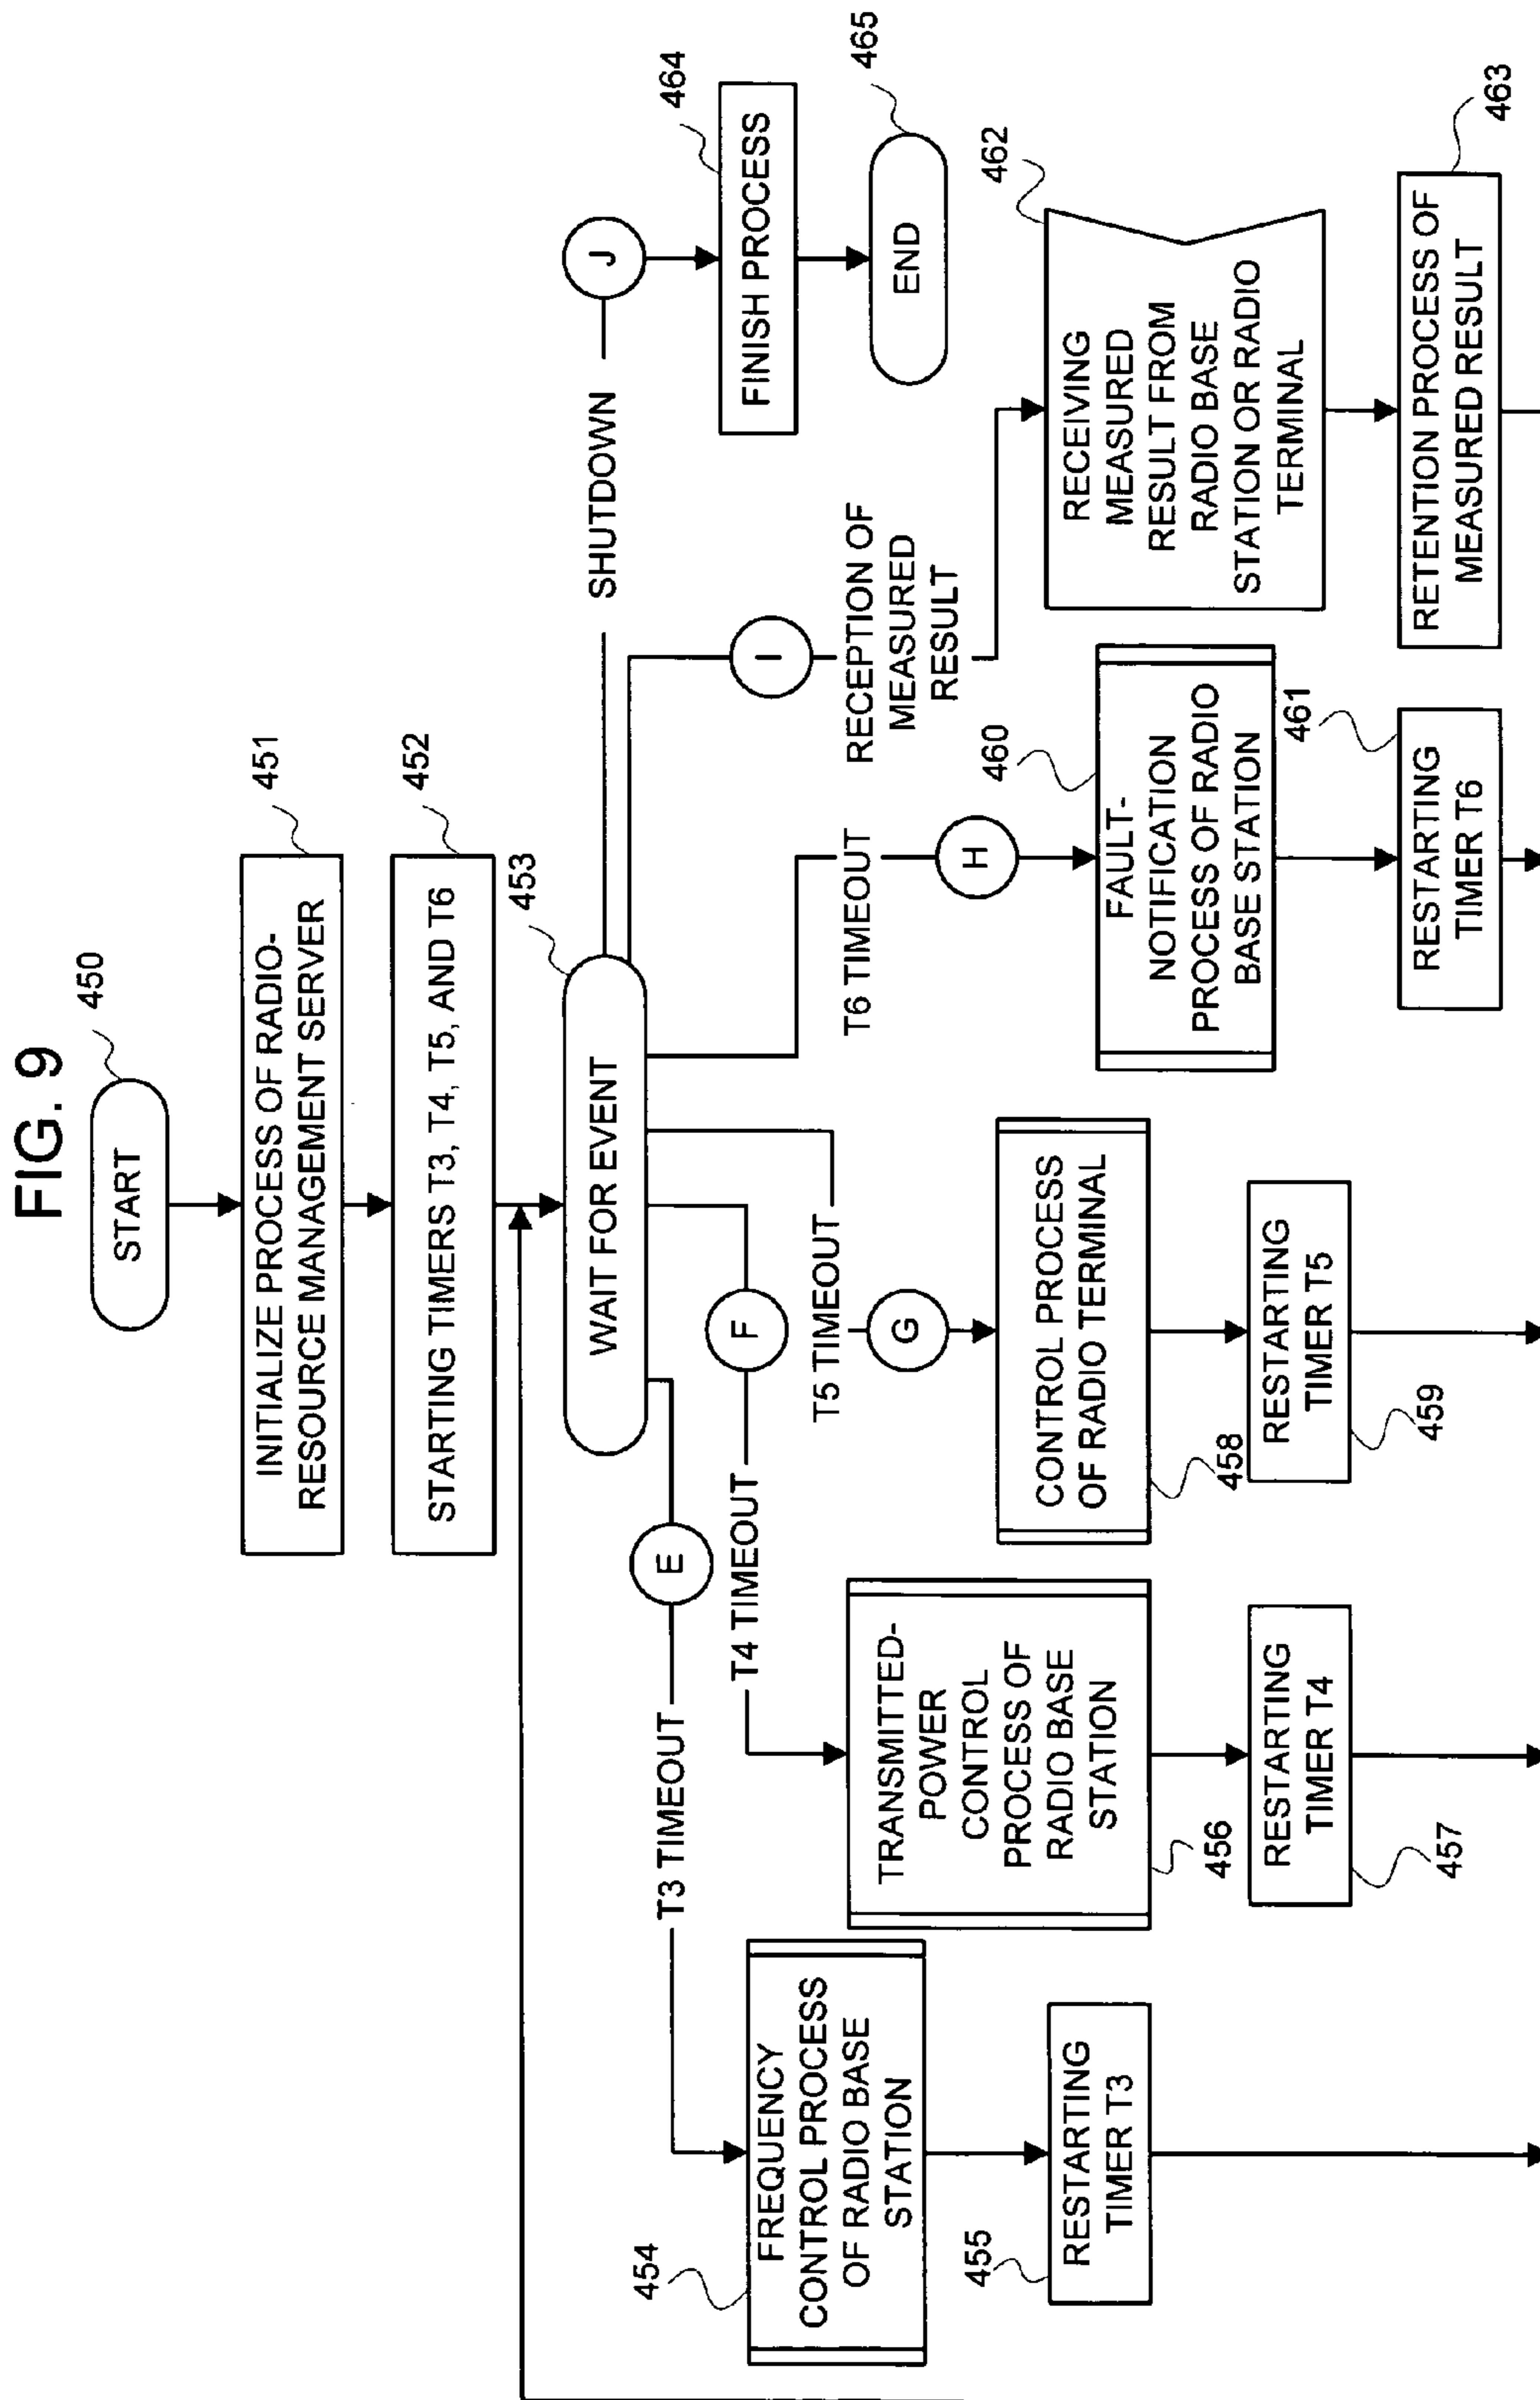 FIG. 9
START
450
INITIALIZE PROCESS OF RADIO-
RESOURCE MANAGEMENT SERVER
451
STARTING TIMERS T3, T4, T5, AND T6
452
WAIT FOR EVENT
453
E
T3 TIMEOUT
FREQUENCY
CONTROL PROCESS
OF RADIO BASE
STATION
454
RESTARTING
TIMER T3
455
F
T4 TIMEOUT
TRANSMITTED-
POWER
CONTROL
PROCESS OF
RADIO BASE
STATION
456
RESTARTING
TIMER T4
457
T5 TIMEOUT
G
CONTROL PROCESS
OF RADIO TERMINAL
458
RESTARTING
TIMER T5
459
T6 TIMEOUT
H
FAULT-
NOTIFICATION
PROCESS OF RADIO
BASE STATION
460
RESTARTING
TIMER T6
461
I
RECEPTION OF
MEASURED
RESULT
RECEIVING
MEASURED
RESULT FROM
RADIO BASE
STATION OR RADIO
TERMINAL
462
RETENTION PROCESS OF
MEASURED RESULT
463
SHUTDOWN
J
FINISH PROCESS
464
END
465